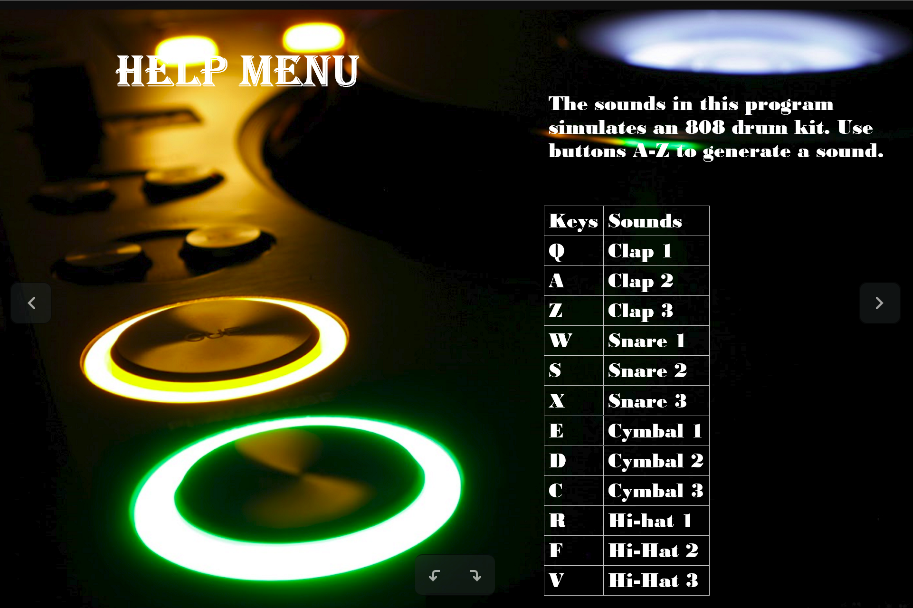 HELP MENU
The sounds in this program
simulates an 808 drum kit. Use
buttons A-Z to generate a sound.
Keys Sounds
Q Clap 1
A Clap 2
Z Clap 3
W Snare 1
S Snare 2
X Snare 3
E Cymbal 1
D Cymbal 2
C Cymbal 3
R Hi-hat 1
F Hi-Hat 2
V Hi-Hat 3